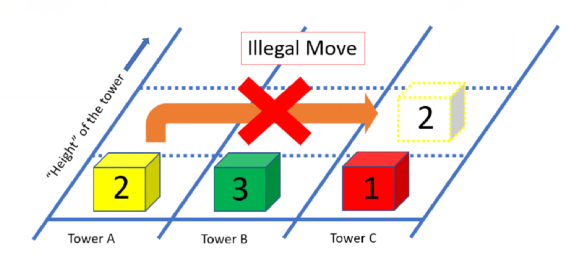 Illegal Move
"Height" of the tower
2
2
3
1
Tower A
Tower B
Tower C